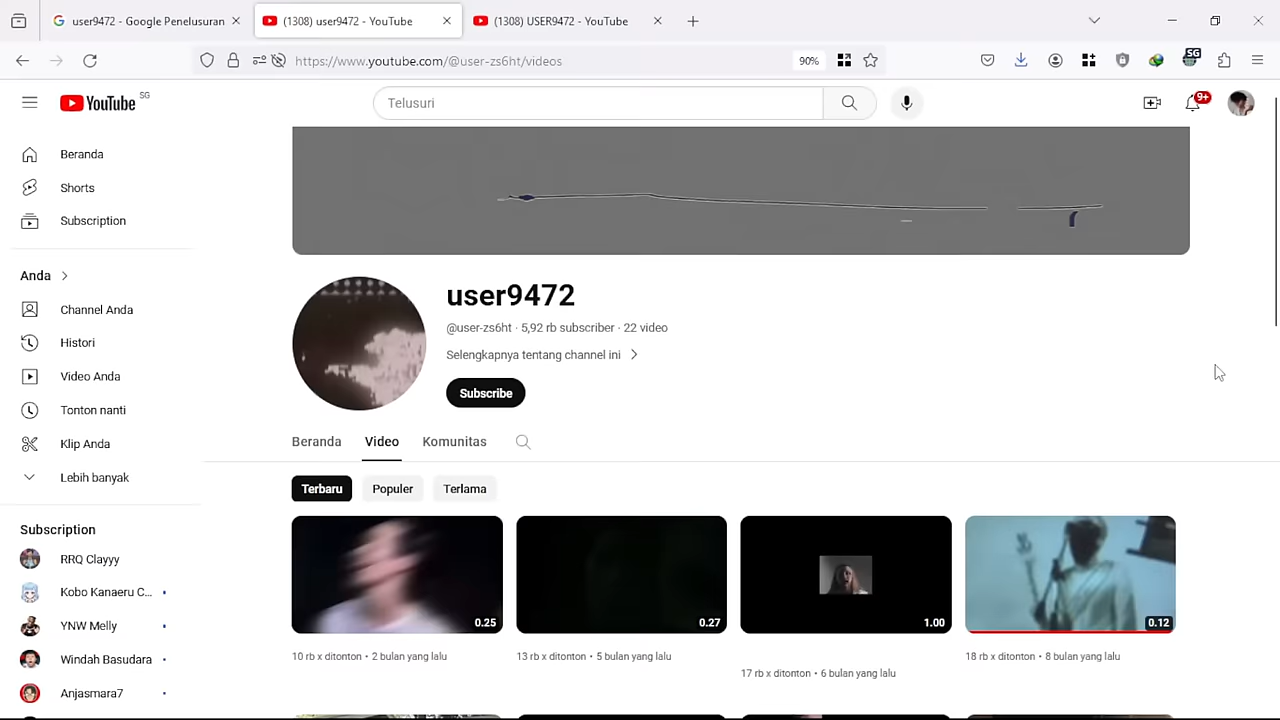 user9472 - Google Penelusuran
(1308) user9472 - YouTube
(1308) USER9472 - YouTube
https://www.youtube.com/@user-zs6ht/videos
90%
SG
YouTube SG
Telusuri
9+
Beranda
Shorts
Subscription
Anda
Channel Anda
Histori
Video Anda
Tonton nanti
Klip Anda
Lebih banyak
Subscription
RRQ Clayyy
Kobo Kanaeru C...
YNW Melly
Windah Basudara
Anjasmara7
user9472
@user-zs6ht · 5,92 rb subscriber · 22 video
Selengkapnya tentang channel ini
Subscribe
Beranda Video Komunitas
Terbaru Populer Terlama
0.25
0.27
1.00
0.12
10 rb x ditonton • 2 bulan yang lalu
13 rb x ditonton • 5 bulan yang lalu
17 rb x ditonton • 6 bulan yang lalu
18 rb x ditonton • 8 bulan yang lalu